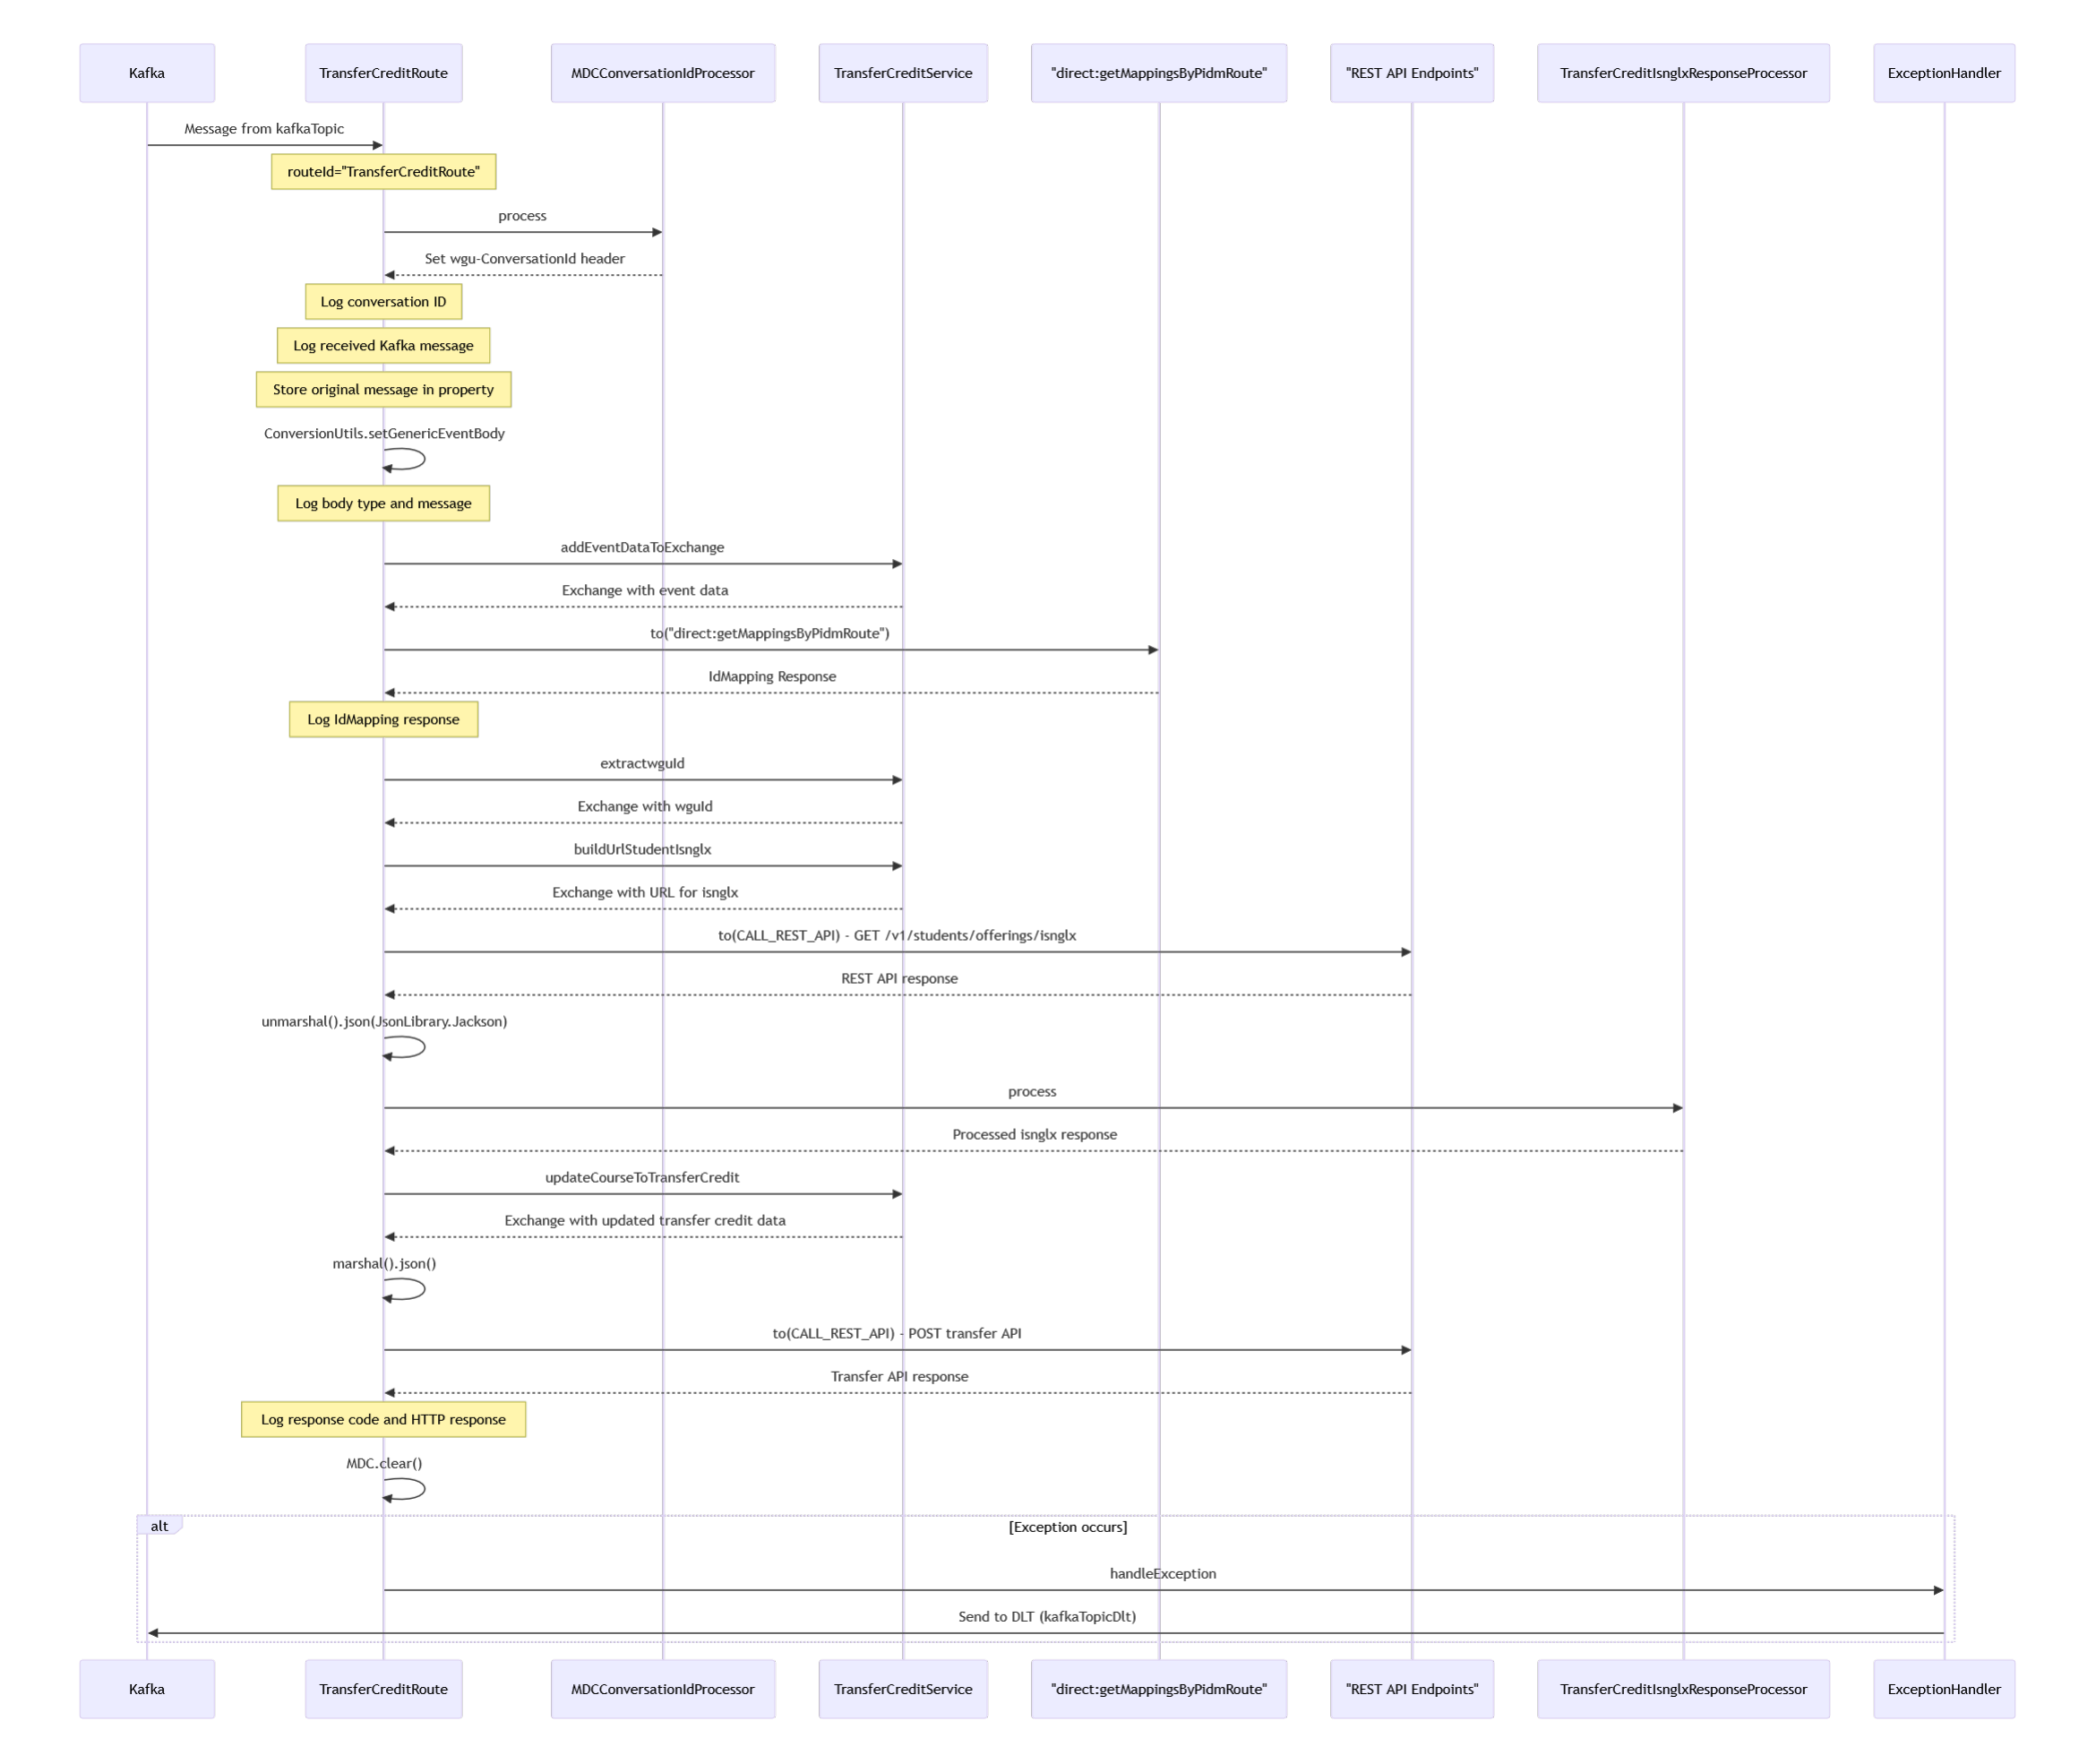 Kafka
TransferCreditRoute
MDCConversationIdProcessor
TransferCreditService
"direct:getMappingsByPidmRoute"
"REST API Endpoints"
TransferCreditIsnglxResponseProcessor
ExceptionHandler
Message from kafkaTopic
routeId="TransferCreditRoute"
process
Set wgu-ConversationId header
Log conversation ID
Log received Kafka message
Store original message in property
ConversionUtils.setGenericEventBody
Log body type and message
addEventDataToExchange
Exchange with event data
to("direct:getMappingsByPidmRoute")
IdMapping Response
Log IdMapping response
extractwguId
Exchange with wguId
buildUrlStudentIsnglx
Exchange with URL for isnglx
to(CALL_REST_API) - GET /v1/students/offerings/isnglx
REST API response
unmarshal().json(JsonLibrary.Jackson)
process
Processed isnglx response
updateCourseToTransferCredit
Exchange with updated transfer credit data
marshal().json()
to(CALL_REST_API) - POST transfer API
Transfer API response
Log response code and HTTP response
MDC.clear()
alt
[Exception occurs]
handleException
Send to DLT (kafkaTopicDlt)
Kafka
TransferCreditRoute
MDCConversationIdProcessor
TransferCreditService
"direct:getMappingsByPidmRoute"
"REST API Endpoints"
TransferCreditIsnglxResponseProcessor
ExceptionHandler